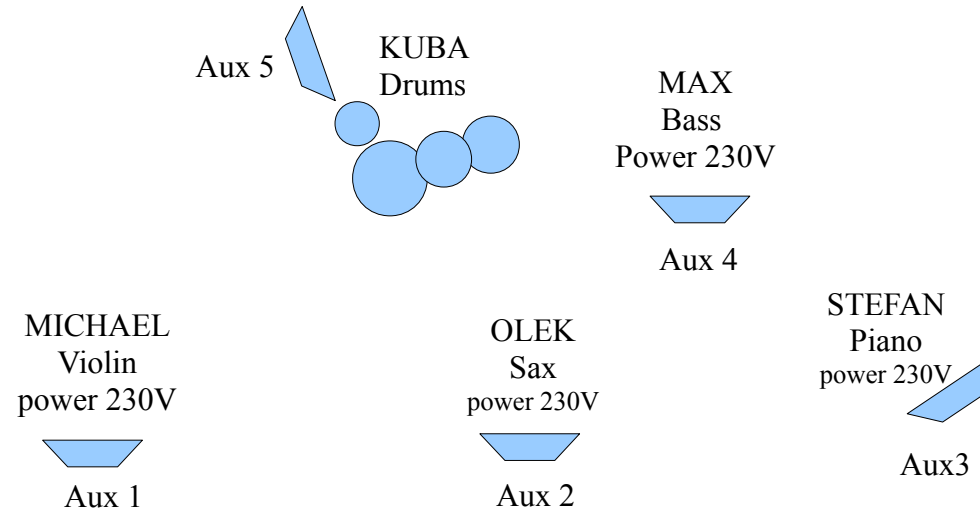 Aux 5
KUBA
Drums
MAX
Bass
Power 230V
Aux 4
MICHAEL
Violin
power 230V
Aux 1
OLEK
Sax
power 230V
Aux 2
STEFAN
Piano
power 230V
Aux3